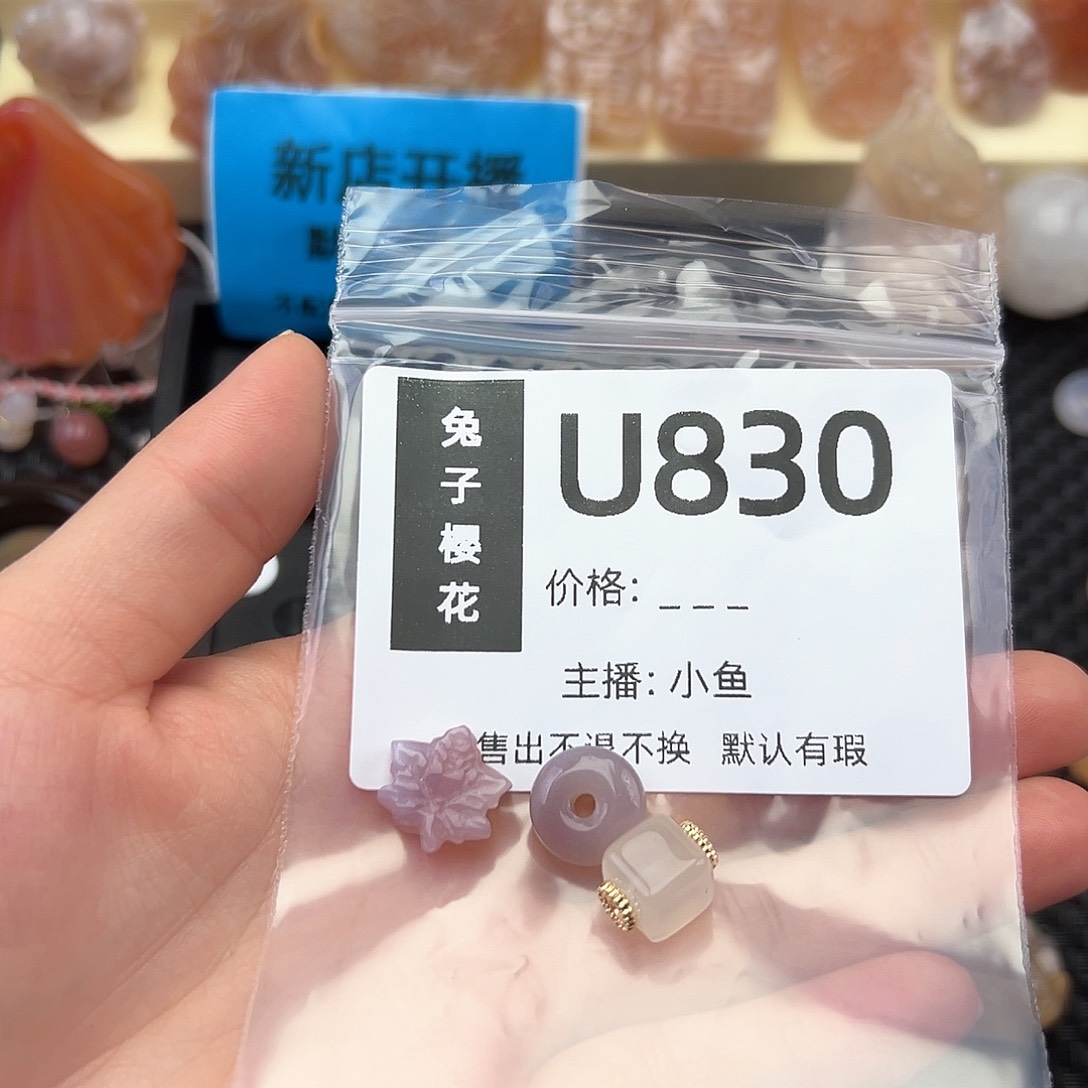 新店开播
兔子樱花
U830
价格: _ _ _
主播: 小鱼
售出不退不换 默认有瑕